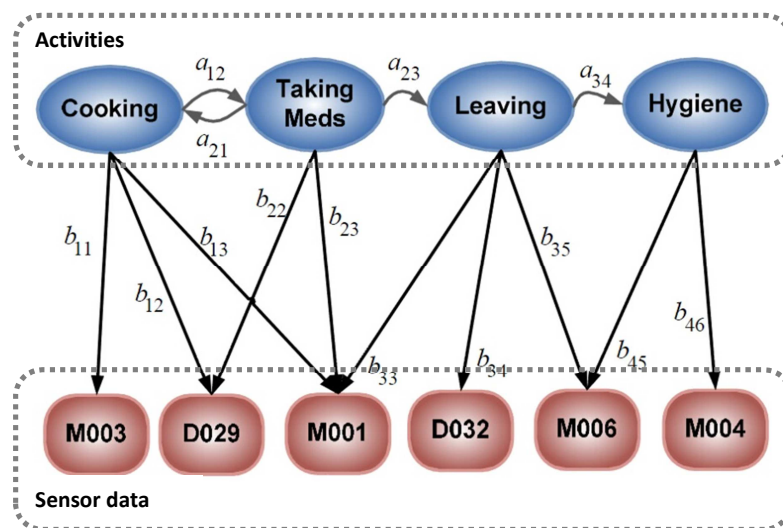 Activities
a12
a23
a34
Cooking
Taking
Meds
Leaving
Hygiene
a21
b11
b12
b13
b22
b23
b33
b34
b35
b45
b46
M003
D029
M001
D032
M006
M004
Sensor data